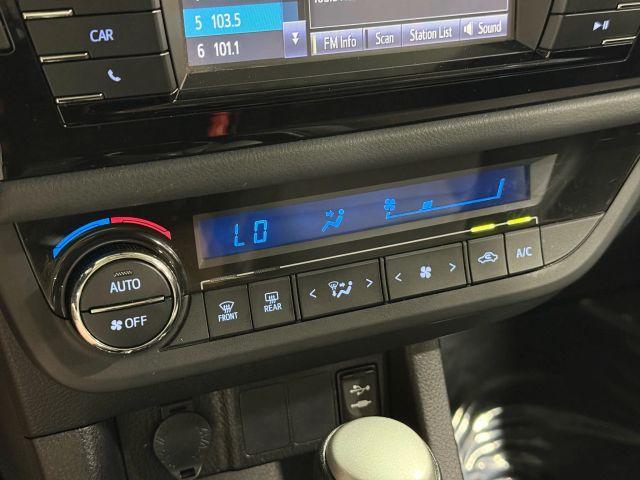 5 103.5
6 101.1
FM Info Scan Station List Sound
CAR
LO
AUTO
OFF
FRONT
REAR
A/C